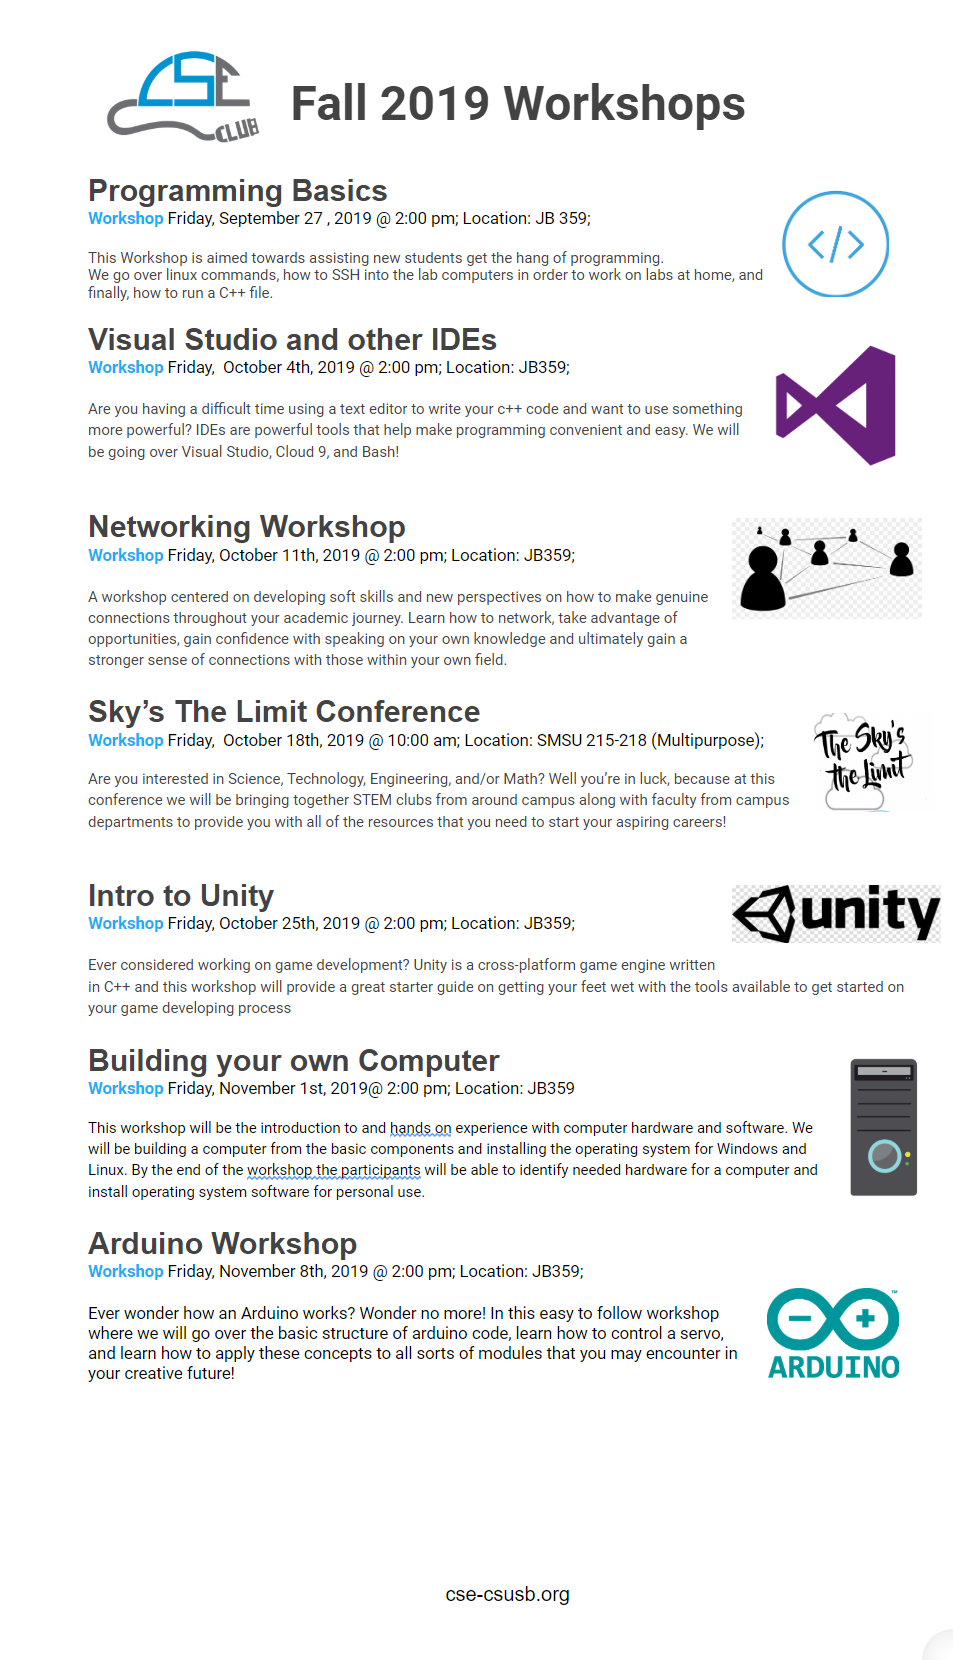 CSE
CLUB
Fall 2019 Workshops
Programming Basics
Workshop Friday, September 27 , 2019 @ 2:00 pm; Location: JB 359;
This Workshop is aimed towards assisting new students get the hang of programming.
We go over linux commands, how to SSH into the lab computers in order to work on labs at home, and
finally, how to run a C++ file.
</>
Visual Studio and other IDEs
Workshop Friday,  October 4th, 2019 @ 2:00 pm; Location: JB359;
Are you having a difficult time using a text editor to write your c++ code and want to use something
more powerful? IDEs are powerful tools that help make programming convenient and easy. We will
be going over Visual Studio, Cloud 9, and Bash!
Networking Workshop
Workshop Friday, October 11th, 2019 @ 2:00 pm; Location: JB359;
A workshop centered on developing soft skills and new perspectives on how to make genuine
connections throughout your academic journey. Learn how to network, take advantage of
opportunities, gain confidence with speaking on your own knowledge and ultimately gain a
stronger sense of connections with those within your own field.
Sky’s The Limit Conference
Workshop Friday,  October 18th, 2019 @ 10:00 am; Location: SMSU 215-218 (Multipurpose);
Are you interested in Science, Technology, Engineering, and/or Math? Well you’re in luck, because at this
conference we will be bringing together STEM clubs from around campus along with faculty from campus
departments to provide you with all of the resources that you need to start your aspiring careers!
The Sky's
the Limit
Intro to Unity
Workshop Friday, October 25th, 2019 @ 2:00 pm; Location: JB359;
unity
Ever considered working on game development? Unity is a cross-platform game engine written
in C++ and this workshop will provide a great starter guide on getting your feet wet with the tools available to get started on
your game developing process
Building your own Computer
Workshop Friday, November 1st, 2019@ 2:00 pm; Location: JB359
This workshop will be the introduction to and hands on experience with computer hardware and software. We
will be building a computer from the basic components and installing the operating system for Windows and
Linux. By the end of the workshop the participants will be able to identify needed hardware for a computer and
install operating system software for personal use.
Arduino Workshop
Workshop Friday, November 8th, 2019 @ 2:00 pm; Location: JB359;
Ever wonder how an Arduino works? Wonder no more! In this easy to follow workshop
where we will go over the basic structure of arduino code, learn how to control a servo,
and learn how to apply these concepts to all sorts of modules that you may encounter in
your creative future!
TM
ARDUINO
cse-csusb.org